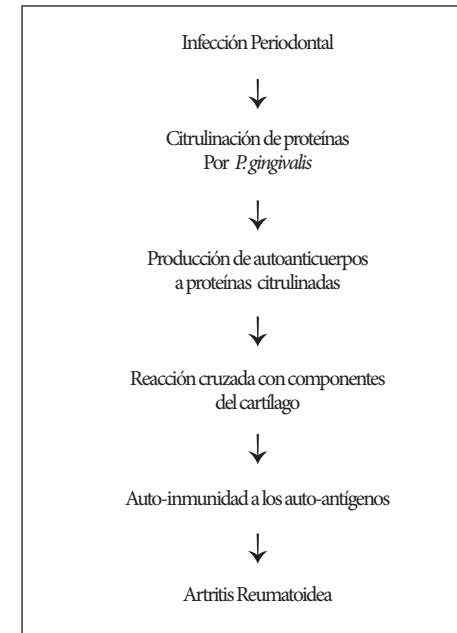 Infección Periodontal
Citrulinación de proteínas
Por P. gingivalis
Producción de autoanticuerpos
a proteínas citrulinadas
Reacción cruzada con componentes
del cartílago
Auto-inmunidad a los auto-antígenos
Artritis Reumatoidea